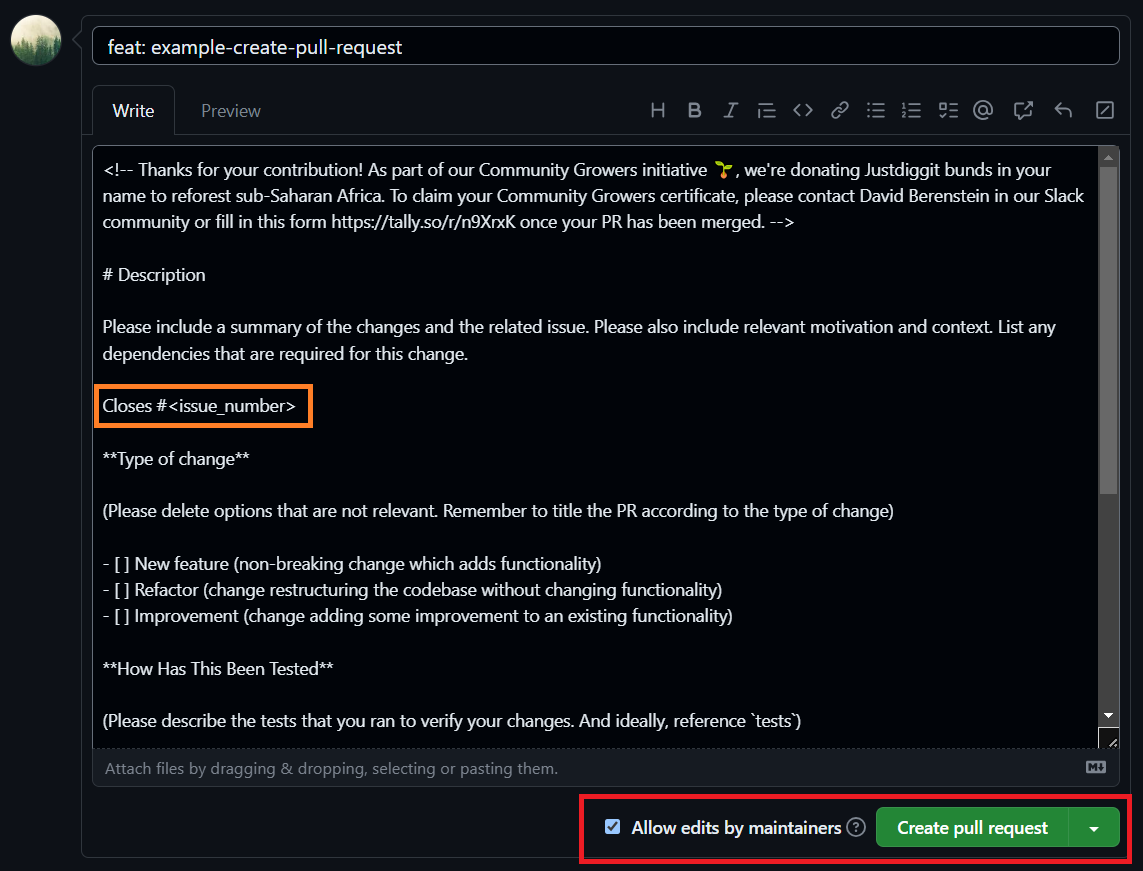 feat: example-create-pull-request
Write Preview
<!-- Thanks for your contribution! As part of our Community Growers initiative 🌱, we're donating Justdiggit bunds in your
name to reforest sub-Saharan Africa. To claim your Community Growers certificate, please contact David Berenstein in our Slack
community or fill in this form https://tally.so/r/n9XrxK once your PR has been merged. -->
# Description
Please include a summary of the changes and the related issue. Please also include relevant motivation and context. List any
dependencies that are required for this change.
Closes #<issue_number>
**Type of change**
(Please delete options that are not relevant. Remember to title the PR according to the type of change)
- [ ] New feature (non-breaking change which adds functionality)
- [ ] Refactor (change restructuring the codebase without changing functionality)
- [ ] Improvement (change adding some improvement to an existing functionality)
**How Has This Been Tested**
(Please describe the tests that you ran to verify your changes. And ideally, reference `tests`)
Attach files by dragging & dropping, selecting or pasting them.
Allow edits by maintainers Create pull request